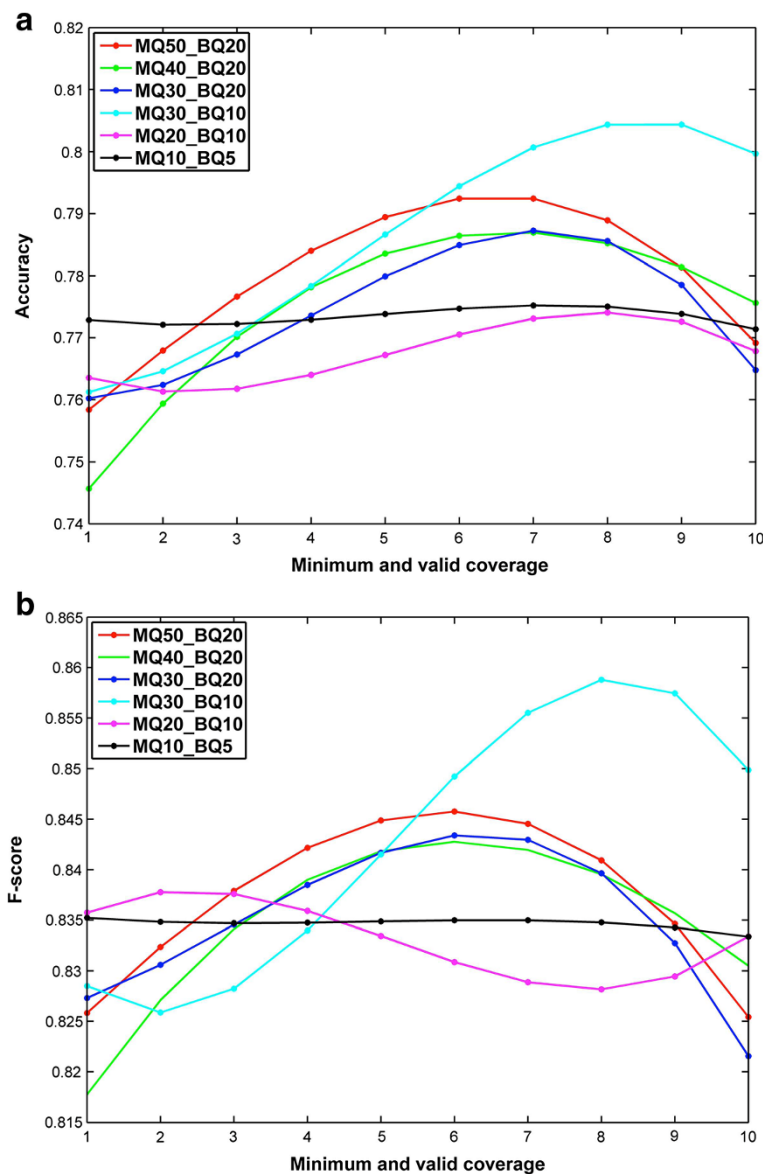 a
0.82
0.81
0.8
0.79
0.78
0.77
0.76
0.75
0.74
Accuracy
MQ50_BQ20
MQ40_BQ20
MQ30_BQ20
MQ30_BQ10
MQ20_BQ10
MQ10_BQ5
1 2 3 4 5 6 7 8 9 10
Minimum and valid coverage
b
0.865
0.86
0.855
0.85
0.845
0.84
0.835
0.83
0.825
0.82
0.815
F-score
MQ50_BQ20
MQ40_BQ20
MQ30_BQ20
MQ30_BQ10
MQ20_BQ10
MQ10_BQ5
1 2 3 4 5 6 7 8 9 10
Minimum and valid coverage